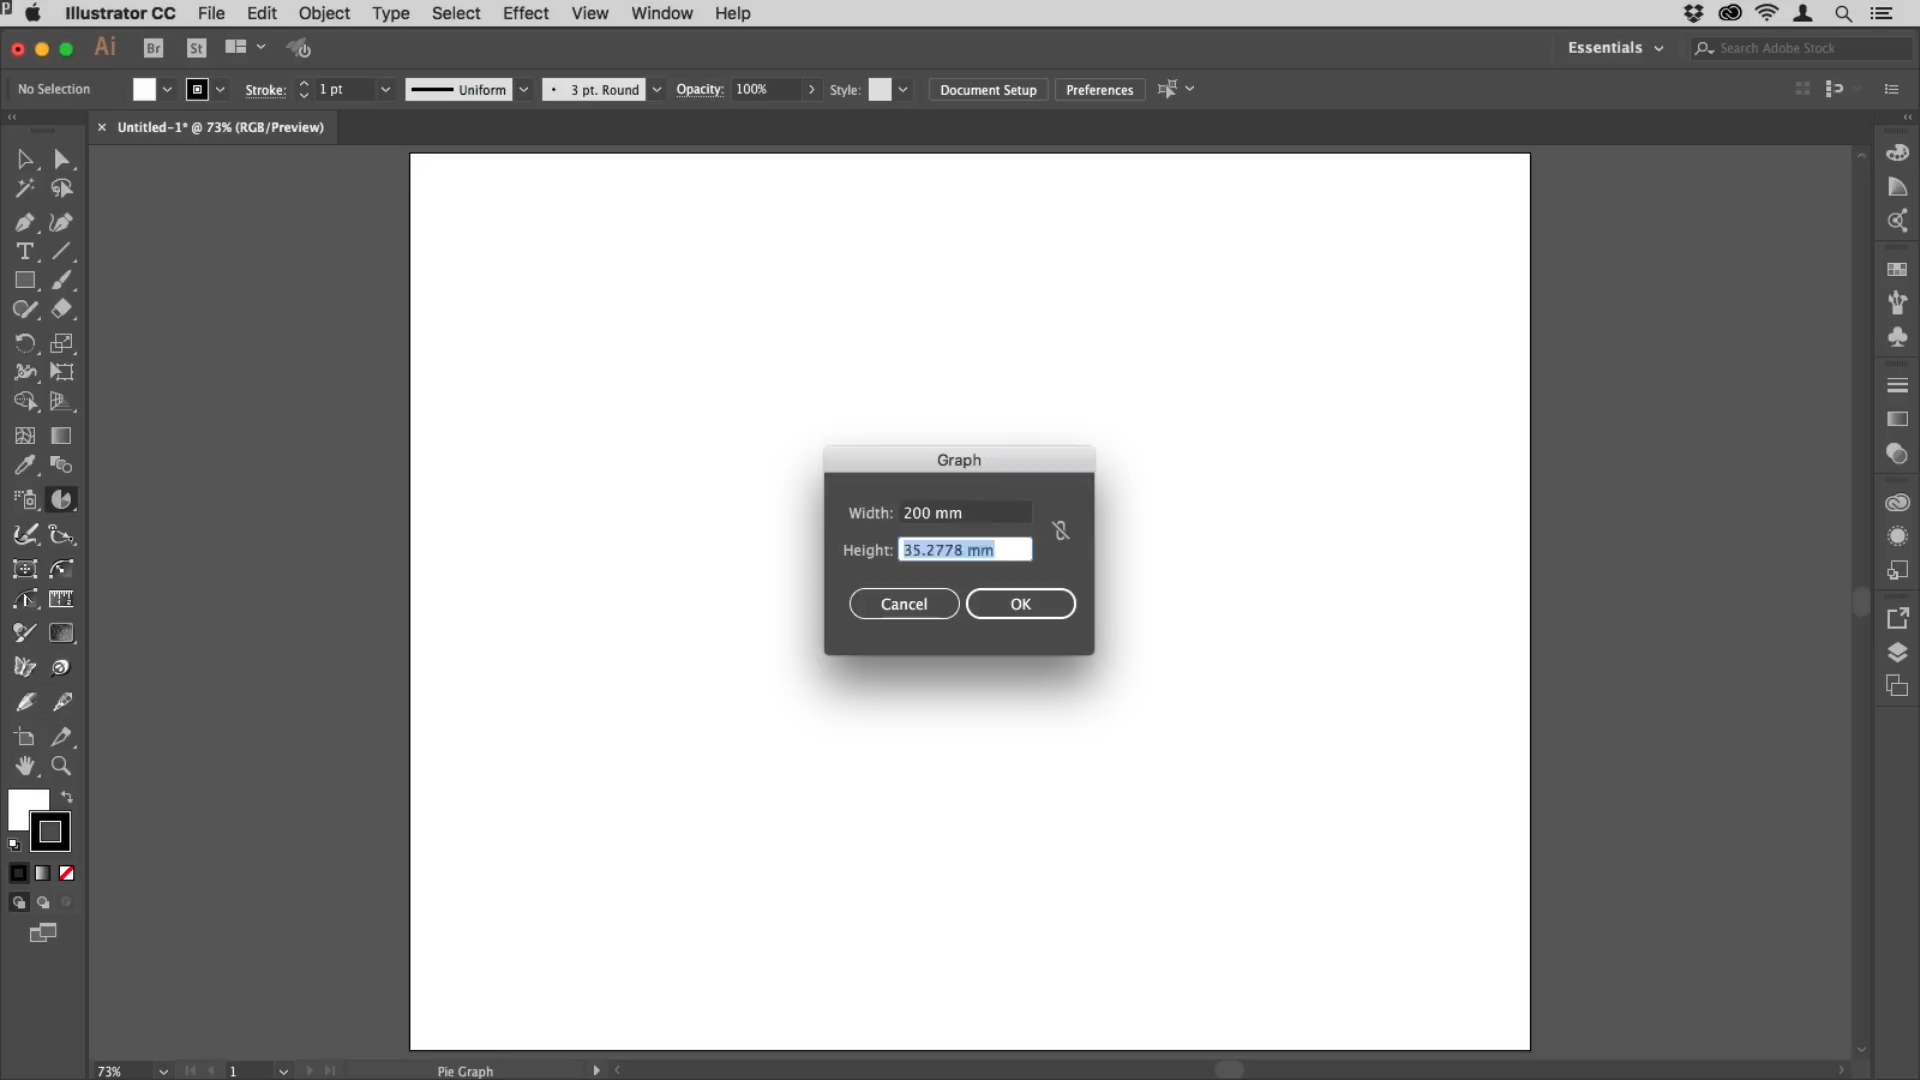 Illustrator CC File Edit Object Type Select Effect View Window Help
Ai Br St Essentials Search Adobe Stock
No Selection Stroke: 1 pt Uniform 3 pt. Round Opacity: 100% Style: Document Setup Preferences
Untitled-1* @ 73% (RGB/Preview)
Graph
Width: 200 mm
Height: 35.2778 mm
Cancel OK
73% 1 Pie Graph